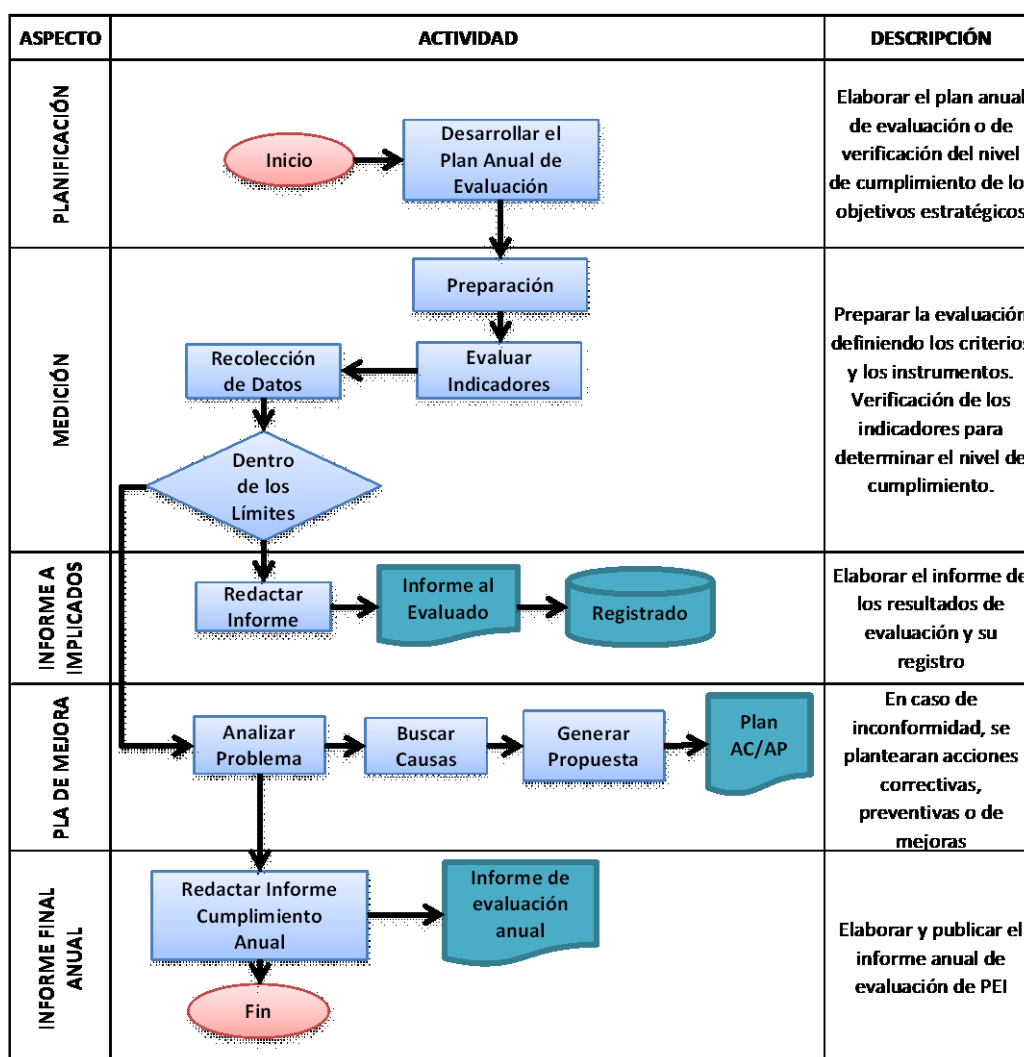 ASPECTO
ACTIVIDAD
DESCRIPCIÓN
PLANIFICACIÓN
Inicio
Desarrollar el
Plan Anual de
Evaluación
Elaborar el plan anual
de evaluación o de
verificación del nivel
de cumplimiento de lo
objetivos estratégicos
MEDICIÓN
Preparación
Evaluar
Indicadores
Recolección
de Datos
Dentro
de los
Límites
Preparar la evaluación
definiendo los criterios
y los instrumentos.
Verificación de los
indicadores para
determinar el nivel de
cumplimiento.
INFORME A
IMPLICADOS
Redactar
Informe
Informe al
Evaluado
Registrado
Elaborar el informe de
los resultados de
evaluación y su
registro
PLA DE MEJORA
Analizar
Problema
Buscar
Causas
Generar
Propuesta
Plan
AC/AP
En caso de
inconformidad, se
plantearan acciones
correctivas,
preventivas o de
mejoras
INFORME FINAL
ANUAL
Redactar Informe
Cumplimiento
Anual
Informe de
evaluación
anual
Fin
Elaborar y publicar el
informe anual de
evaluación de PEI